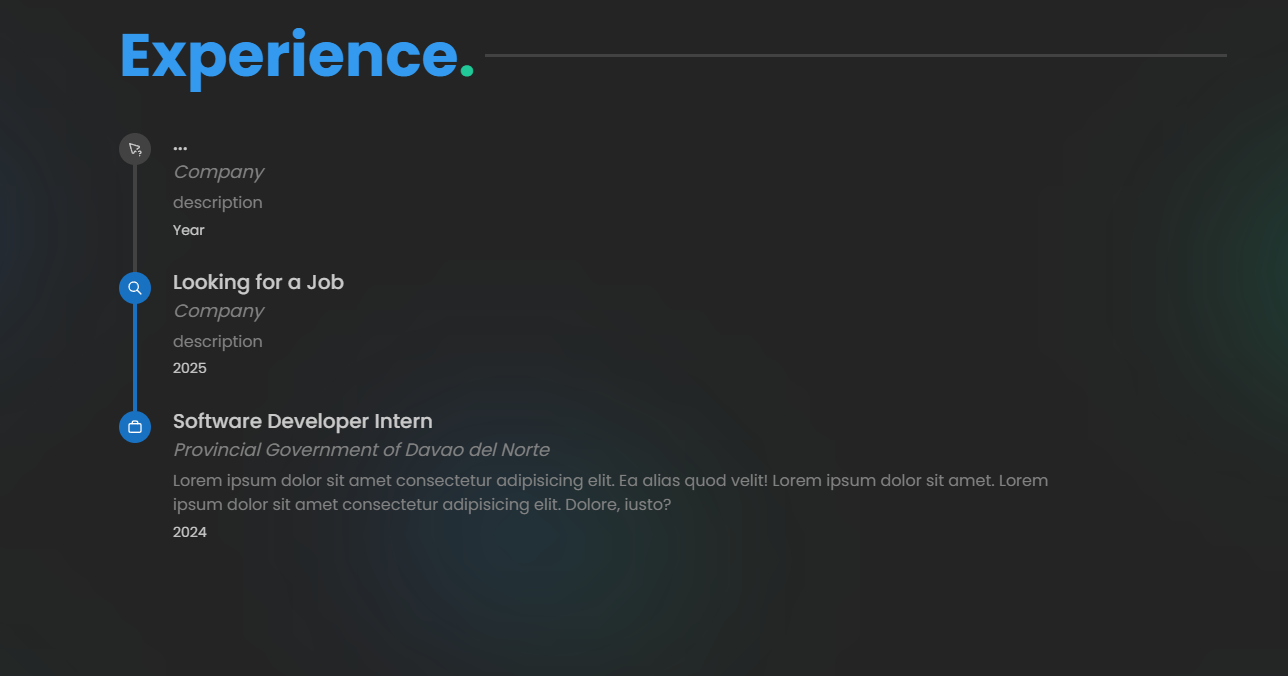 Experience.
...
Company
description
Year
Looking for a Job
Company
description
2025
Software Developer Intern
Provincial Government of Davao del Norte
Lorem ipsum dolor sit amet consectetur adipisicing elit. Ea alias quod velit! Lorem ipsum dolor sit amet. Lorem
ipsum dolor sit amet consectetur adipisicing elit. Dolore, iusto?
2024